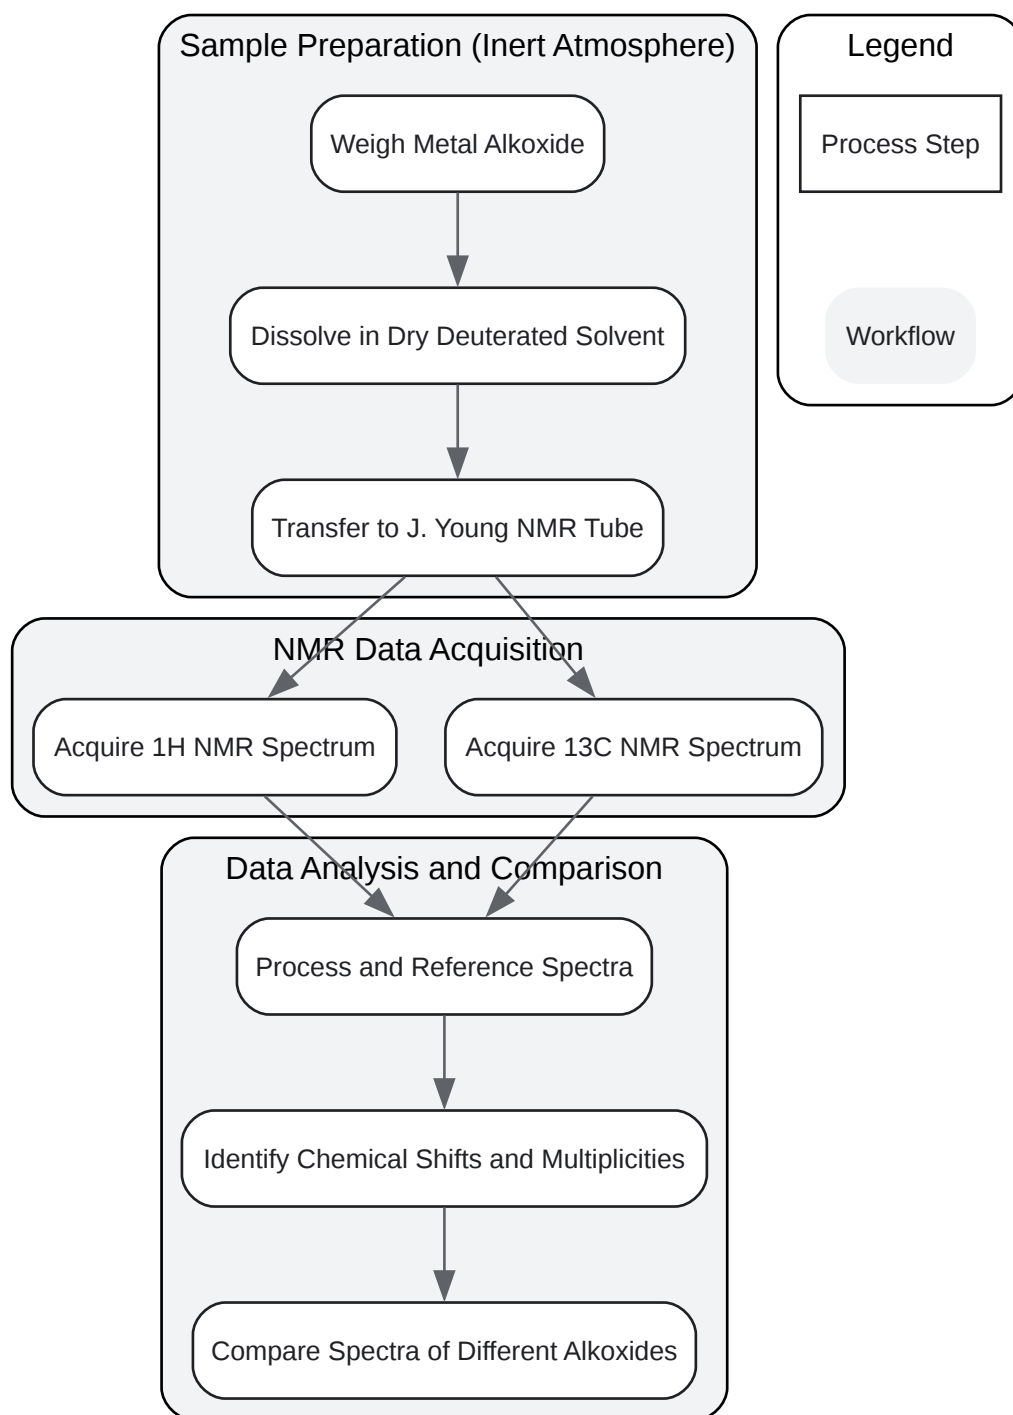 Sample Preparation (Inert Atmosphere)
Weigh Metal Alkoxide
Dissolve in Dry Deuterated Solvent
Transfer to J. Young NMR Tube
Legend
Process Step
Workflow
NMR Data Acquisition
Acquire 1H NMR Spectrum
Acquire 13C NMR Spectrum
Data Analysis and Comparison
Process and Reference Spectra
Identify Chemical Shifts and Multiplicities
Compare Spectra of Different Alkoxides